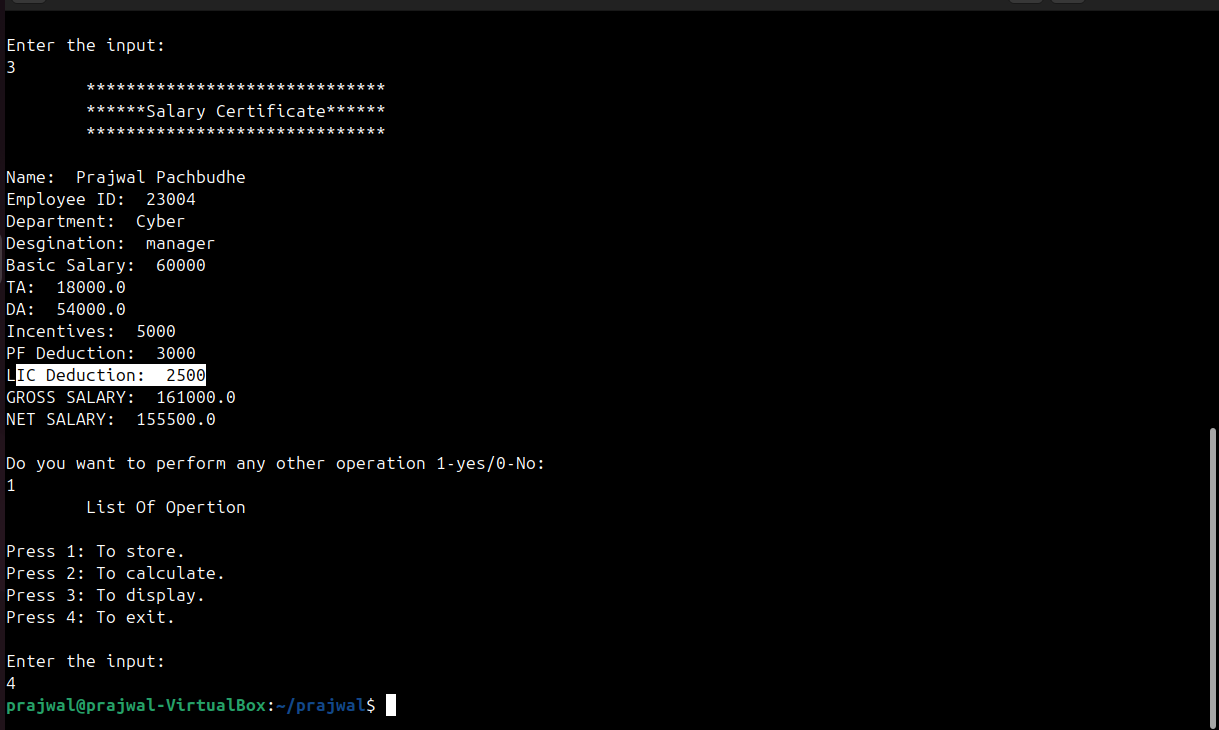 Enter the input:
3
******************************
******Salary Certificate******
******************************
Name:  Prajwal Pachbudhe
Employee ID:  23004
Department:  Cyber
Desgination:  manager
Basic Salary:  60000
TA:  18000.0
DA:  54000.0
Incentives:  5000
PF Deduction:  3000
LIC Deduction:  2500
GROSS SALARY:  161000.0
NET SALARY:  155500.0
Do you want to perform any other operation 1-yes/0-No:
1
List Of Opertion
Press 1: To store.
Press 2: To calculate.
Press 3: To display.
Press 4: To exit.
Enter the input:
4
prajwal@prajwal-VirtualBox:~/prajwal$